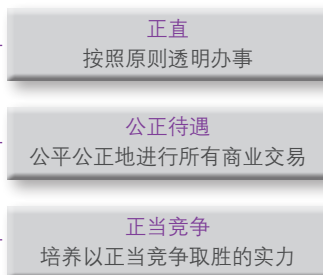 正直
按照原则透明办事
公正待遇
公平公正地进行所有商业交易
正当竞争
培养以正当竞争取胜的实力